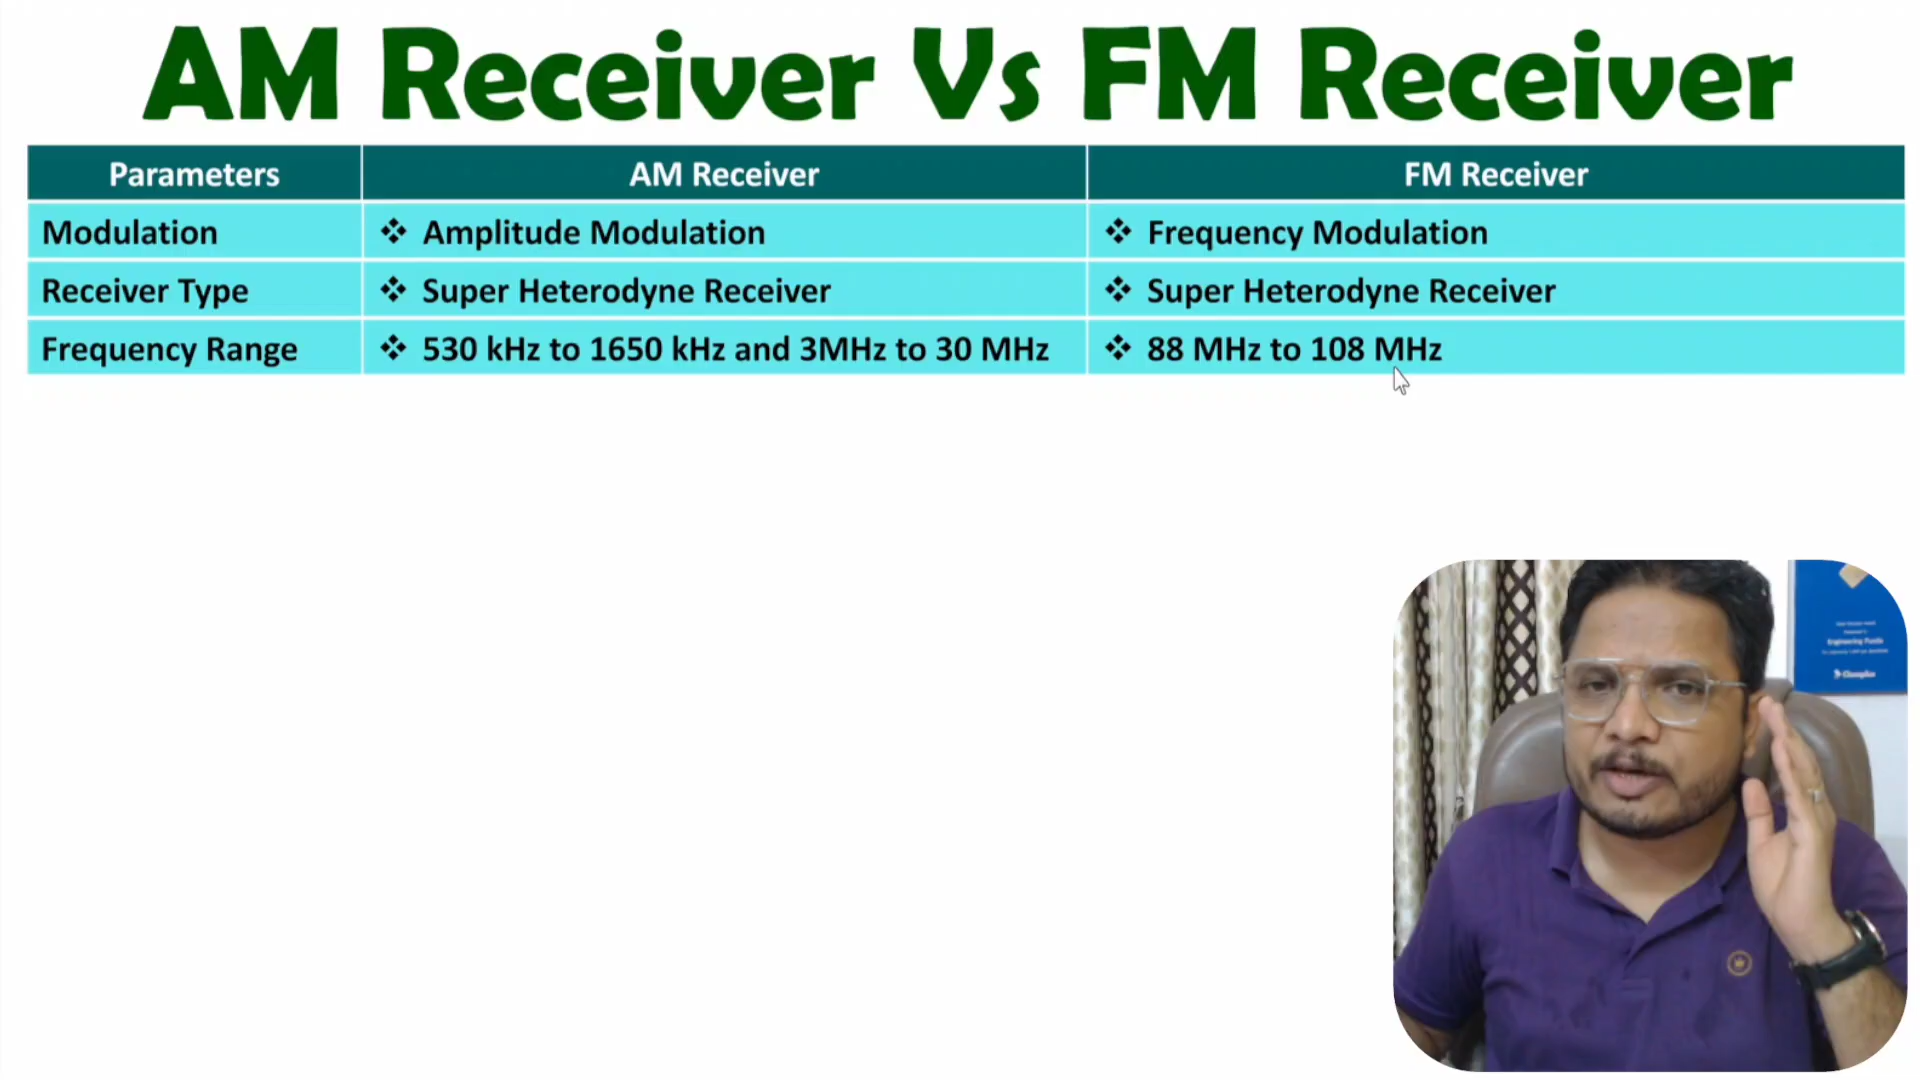 AM Receiver Vs FM Receiver
Parameters AM Receiver FM Receiver
Modulation ❖ Amplitude Modulation ❖ Frequency Modulation
Receiver Type ❖ Super Heterodyne Receiver ❖ Super Heterodyne Receiver
Frequency Range ❖ 530 kHz to 1650 kHz and 3MHz to 30 MHz ❖ 88 MHz to 108 MHz
Engineering Funda